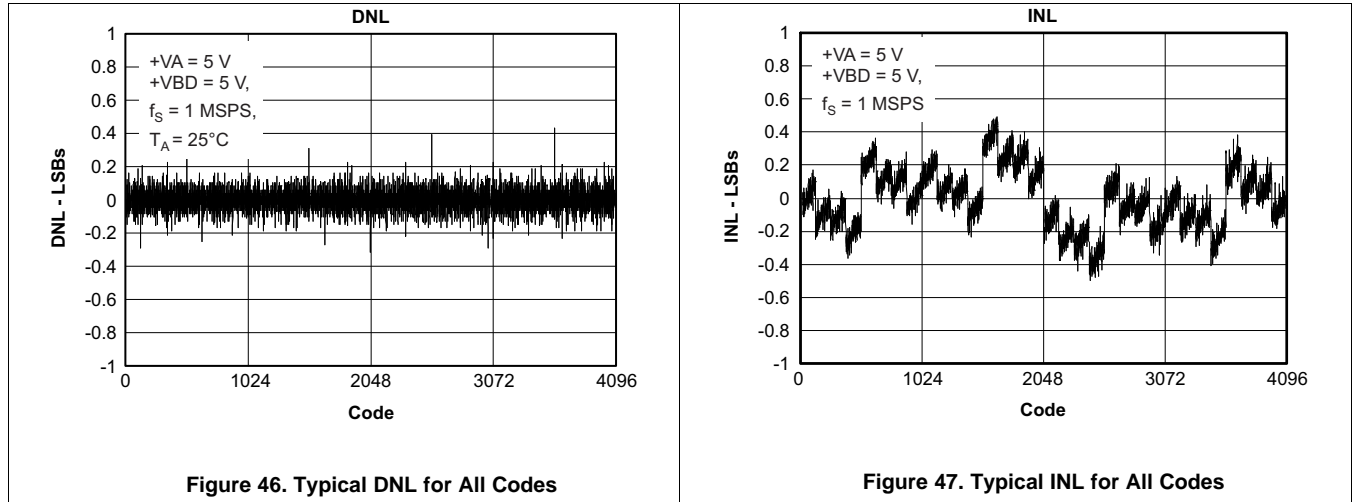 DNL
1
0.8
0.6
0.4
0.2
0
-0.2
-0.4
-0.6
-0.8
-1
DNL - LSBs
+VA = 5 V
+VBD = 5 V,
fS = 1 MSPS,
TA = 25°C
0 1024 2048 3072 4096
Code
Figure 46. Typical DNL for All Codes
INL
1
0.8
0.6
0.4
0.2
0
-0.2
-0.4
-0.6
-0.8
-1
INL - LSBs
+VA = 5 V
+VBD = 5 V,
fS = 1 MSPS
0 1024 2048 3072 4096
Code
Figure 47. Typical INL for All Codes